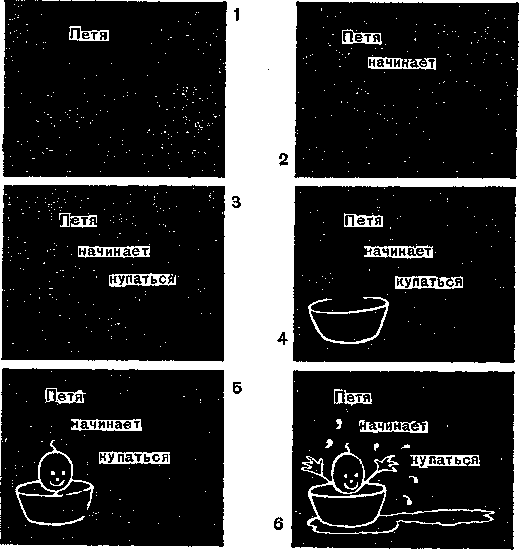 Петя
1
Петя
начинает
2
Петя
начинает
купаться
3
Петя
начинает
купаться
4
Петя
начинает
купаться
5
Петя
начинает
купаться
6